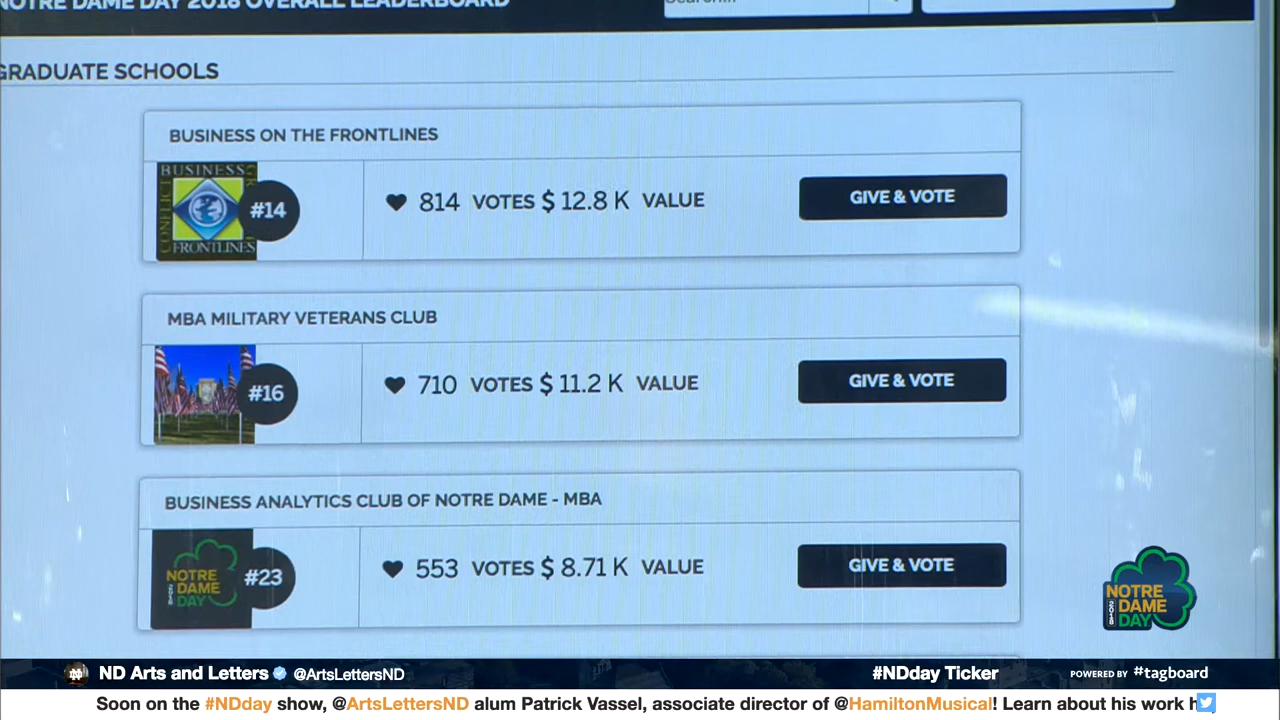 NOTRE DAME DAY 2018 OVERALL LEADERBOARD
Search...
GRADUATE SCHOOLS
BUSINESS ON THE FRONTLINES
BUSINESS
CONFLICT
FRONTLINES
#14
814 VOTES $ 12.8 K VALUE
GIVE & VOTE
MBA MILITARY VETERANS CLUB
#16
710 VOTES $ 11.2 K VALUE
GIVE & VOTE
BUSINESS ANALYTICS CLUB OF NOTRE DAME - MBA
NOTRE
DAME
DAY
2018
#23
553 VOTES $ 8.71 K VALUE
GIVE & VOTE
NOTRE
DAME
DAY
2018
ND Arts and Letters @ArtsLettersND
#NDday Ticker
POWERED BY #tagboard
Soon on the #NDday show, @ArtsLettersND alum Patrick Vassel, associate director of @HamiltonMusical! Learn about his work h